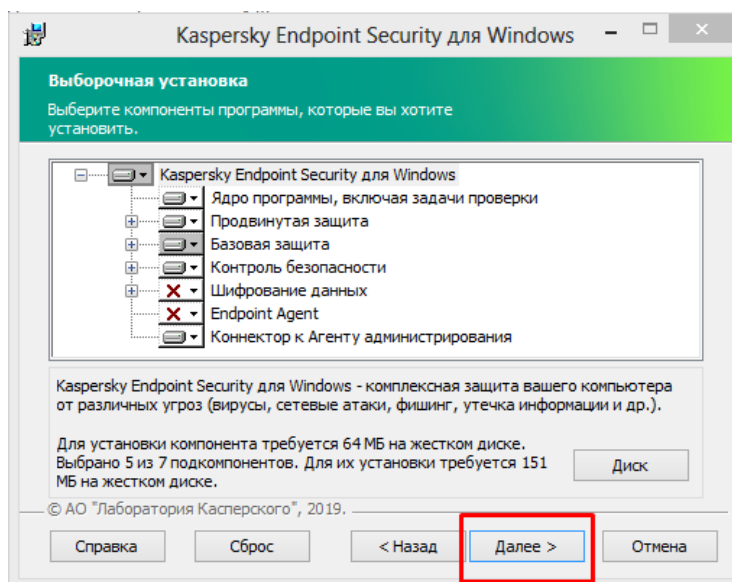 Kaspersky Endpoint Security для Windows
Выборочная установка
Выберите компоненты программы, которые вы хотите
установить.
Kaspersky Endpoint Security для Windows
Ядро программы, включая задачи проверки
Продвинутая защита
Базовая защита
Контроль безопасности
Шифрование данных
Endpoint Agent
Коннектор к Агенту администрирования
Kaspersky Endpoint Security для Windows - комплексная защита вашего компьютера
от различных угроз (вирусы, сетевые атаки, фишинг, утечка информации и др.).
Для установки компонента требуется 64 МБ на жестком диске.
Выбрано 5 из 7 подкомпонентов. Для их установки требуется 151
МБ на жестком диске.
Диск
© АО "Лаборатория Касперского", 2019.
Справка
Сброс
< Назад
Далее >
Отмена